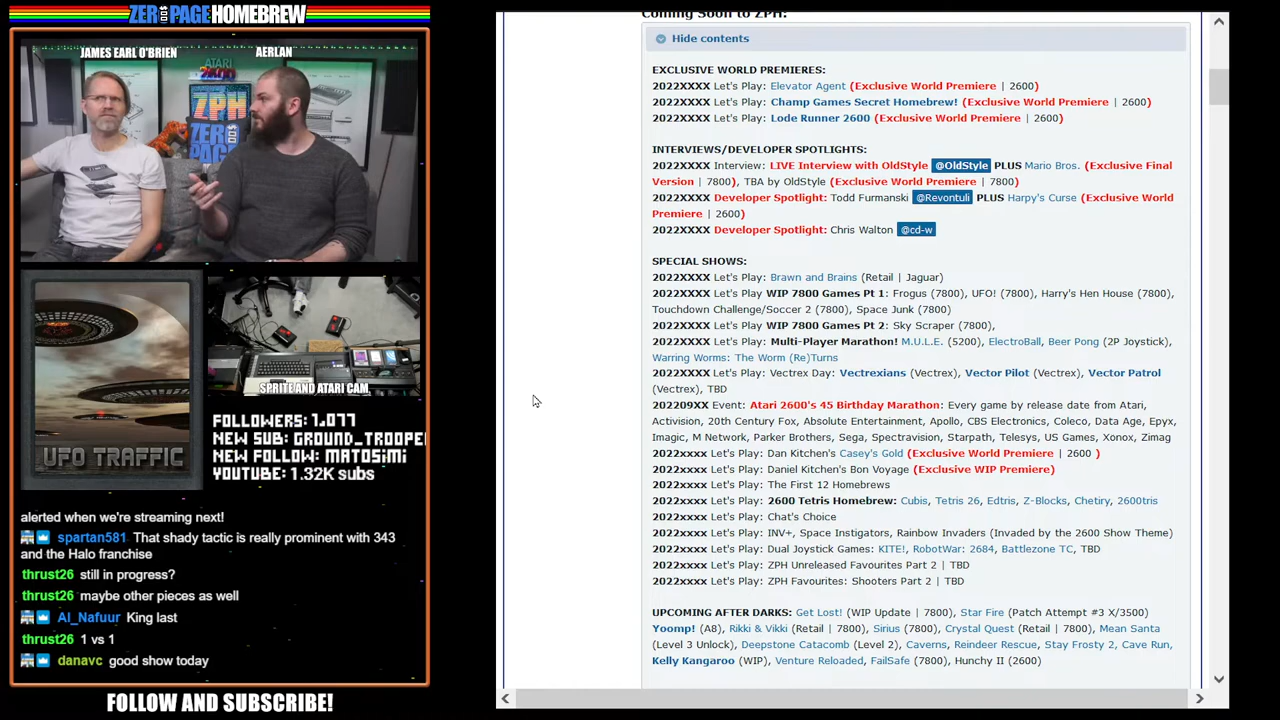 ZERO PAGE HOMEBREW
JAMES EARL O'BRIEN
AERLAN
ATARI
2600
ZPH
ZERO
PAGE
UFO TRAFFIC
SPRITE AND ATARI CAM
FOLLOWERS: 1,077
NEW SUB: GROUND_TROOPER
NEW FOLLOW: MATOSIMI
YOUTUBE: 1.32K subs
alerted when we're streaming next!
spartan581 That shady tactic is really prominent with 343
and the Halo franchise
thrust26 still in progress?
thrust26 maybe other pieces as well
Al_Nafuur King last
thrust26 1 vs 1
danavc good show today
FOLLOW AND SUBSCRIBE!
Coming Soon to ZPH:
Hide contents
EXCLUSIVE WORLD PREMIERES:
2022XXXX Let's Play: Elevator Agent (Exclusive World Premiere | 2600)
2022XXXX Let's Play: Champ Games Secret Homebrew! (Exclusive World Premiere | 2600)
2022XXXX Let's Play: Lode Runner 2600 (Exclusive World Premiere | 2600)
INTERVIEWS/DEVELOPER SPOTLIGHTS:
2022XXXX Interview: LIVE Interview with OldStyle @OldStyle PLUS Mario Bros. (Exclusive Final
Version | 7800), TBA by OldStyle (Exclusive World Premiere | 7800)
2022XXXX Developer Spotlight: Todd Furmanski @Revontuli PLUS Harpy's Curse (Exclusive World
Premiere | 2600)
2022XXXX Developer Spotlight: Chris Walton @cd-w
SPECIAL SHOWS:
2022XXXX Let's Play: Brawn and Brains (Retail | Jaguar)
2022XXXX Let's Play WIP 7800 Games Pt 1: Frogus (7800), UFO! (7800), Harry's Hen House (7800),
Touchdown Challenge/Soccer 2 (7800), Space Junk (7800)
2022XXXX Let's Play WIP 7800 Games Pt 2: Sky Scraper (7800),
2022XXXX Let's Play: Multi-Player Marathon! M.U.L.E. (5200), ElectroBall, Beer Pong (2P Joystick),
Warring Worms: The Worm (Re)Turns
2022XXXX Let's Play: Vectrex Day: Vectrexians (Vectrex), Vector Pilot (Vectrex), Vector Patrol
(Vectrex), TBD
202209XX Event: Atari 2600's 45 Birthday Marathon: Every game by release date from Atari,
Activision, 20th Century Fox, Absolute Entertainment, Apollo, CBS Electronics, Coleco, Data Age, Epyx,
Imagic, M Network, Parker Brothers, Sega, Spectravision, Starpath, Telesys, US Games, Xonox, Zimag
2022XXXX Let's Play: Dan Kitchen's Casey's Gold (Exclusive World Premiere | 2600 )
2022XXXX Let's Play: Daniel Kitchen's Bon Voyage (Exclusive WIP Premiere)
2022xxxx Let's Play: The First 12 Homebrews
2022xxxx Let's Play: 2600 Tetris Homebrew: Cubis, Tetris 26, Edtris, Z-Blocks, Chetiry, 2600tris
2022xxxx Let's Play: Chat's Choice
2022xxxx Let's Play: INV+, Space Instigators, Rainbow Invaders (Invaded by the 2600 Show Theme)
2022xxxx Let's Play: Dual Joystick Games: KITE!, RobotWar: 2684, Battlezone TC, TBD
2022xxxx Let's Play: ZPH Unreleased Favourites Part 2 | TBD
2022xxxx Let's Play: ZPH Favourites: Shooters Part 2 | TBD
UPCOMING AFTER DARKS: Get Lost! (WIP Update | 7800), Star Fire (Patch Attempt #3 X/3500)
Yoomp! (A8), Rikki & Vikki (Retail | 7800), Sirius (7800), Crystal Quest (Retail | 7800), Mean Santa
(Level 3 Unlock), Deepstone Catacomb (Level 2), Caverns, Reindeer Rescue, Stay Frosty 2, Cave Run,
Kelly Kangaroo (WIP), Venture Reloaded, FailSafe (7800), Hunchy II (2600)